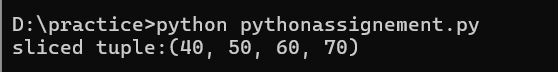 D:\practice>python pythonassignement.py
sliced tuple:(40, 50, 60, 70)